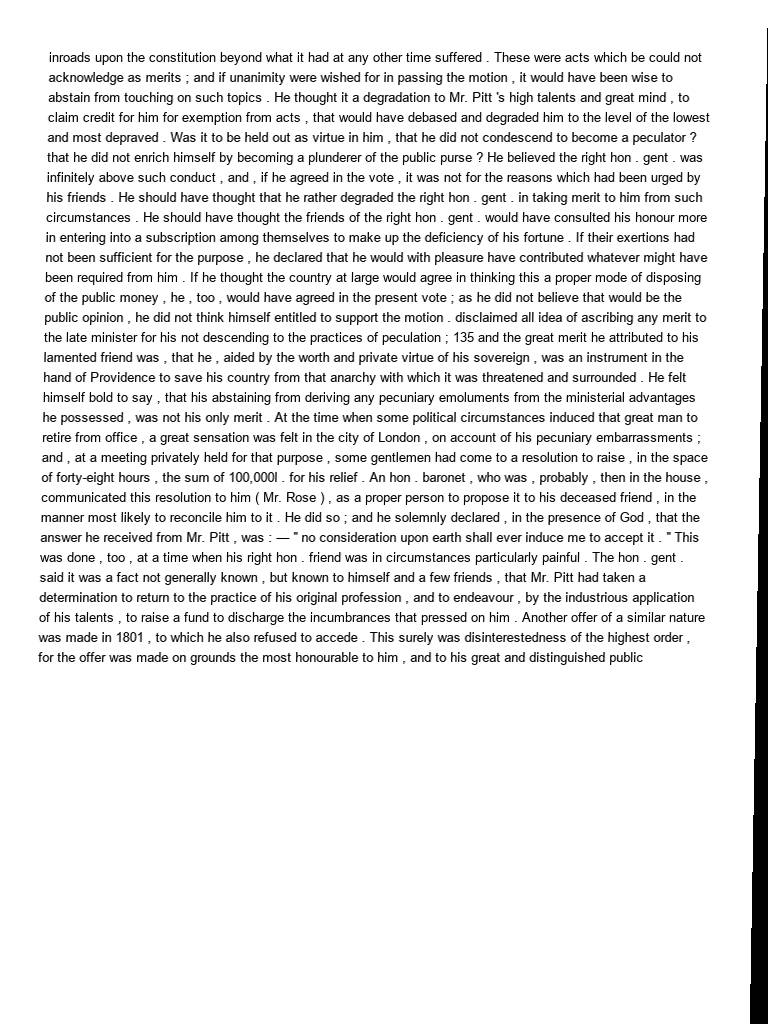 inroads upon the constitution beyond what it had at any other time suffered . These were acts which be could not
acknowledge as merits ; and if unanimity were wished for in passing the motion , it would have been wise to
abstain from touching on such topics . He thought it a degradation to Mr. Pitt 's high talents and great mind , to
claim credit for him for exemption from acts , that would have debased and degraded him to the level of the lowest
and most depraved . Was it to be held out as virtue in him , that he did not condescend to become a peculator ?
that he did not enrich himself by becoming a plunderer of the public purse ? He believed the right hon . gent . was
infinitely above such conduct , and , if he agreed in the vote , it was not for the reasons which had been urged by
his friends . He should have thought that he rather degraded the right hon . gent . in taking merit to him from such
circumstances . He should have thought the friends of the right hon . gent . would have consulted his honour more
in entering into a subscription among themselves to make up the deficiency of his fortune . If their exertions had
not been sufficient for the purpose , he declared that he would with pleasure have contributed whatever might have
been required from him . If he thought the country at large would agree in thinking this a proper mode of disposing
of the public money , he , too , would have agreed in the present vote ; as he did not believe that would be the
public opinion , he did not think himself entitled to support the motion . disclaimed all idea of ascribing any merit to
the late minister for his not descending to the practices of peculation ; 135 and the great merit he attributed to his
lamented friend was , that he , aided by the worth and private virtue of his sovereign , was an instrument in the
hand of Providence to save his country from that anarchy with which it was threatened and surrounded . He felt
himself bold to say , that his abstaining from deriving any pecuniary emoluments from the ministerial advantages
he possessed , was not his only merit . At the time when some political circumstances induced that great man to
retire from office , a great sensation was felt in the city of London , on account of his pecuniary embarrassments ;
and , at a meeting privately held for that purpose , some gentlemen had come to a resolution to raise , in the space
of forty-eight hours , the sum of 100,000l . for his relief . An hon . baronet , who was , probably , then in the house ,
communicated this resolution to him ( Mr. Rose ) , as a proper person to propose it to his deceased friend , in the
manner most likely to reconcile him to it . He did so ; and he solemnly declared , in the presence of God , that the
answer he received from Mr. Pitt , was : — " no consideration upon earth shall ever induce me to accept it . " This
was done , too , at a time when his right hon . friend was in circumstances particularly painful . The hon . gent .
said it was a fact not generally known , but known to himself and a few friends , that Mr. Pitt had taken a
determination to return to the practice of his original profession , and to endeavour , by the industrious application
of his talents , to raise a fund to discharge the incumbrances that pressed on him . Another offer of a similar nature
was made in 1801 , to which he also refused to accede . This surely was disinterestedness of the highest order ,
for the offer was made on grounds the most honourable to him , and to his great and distinguished public